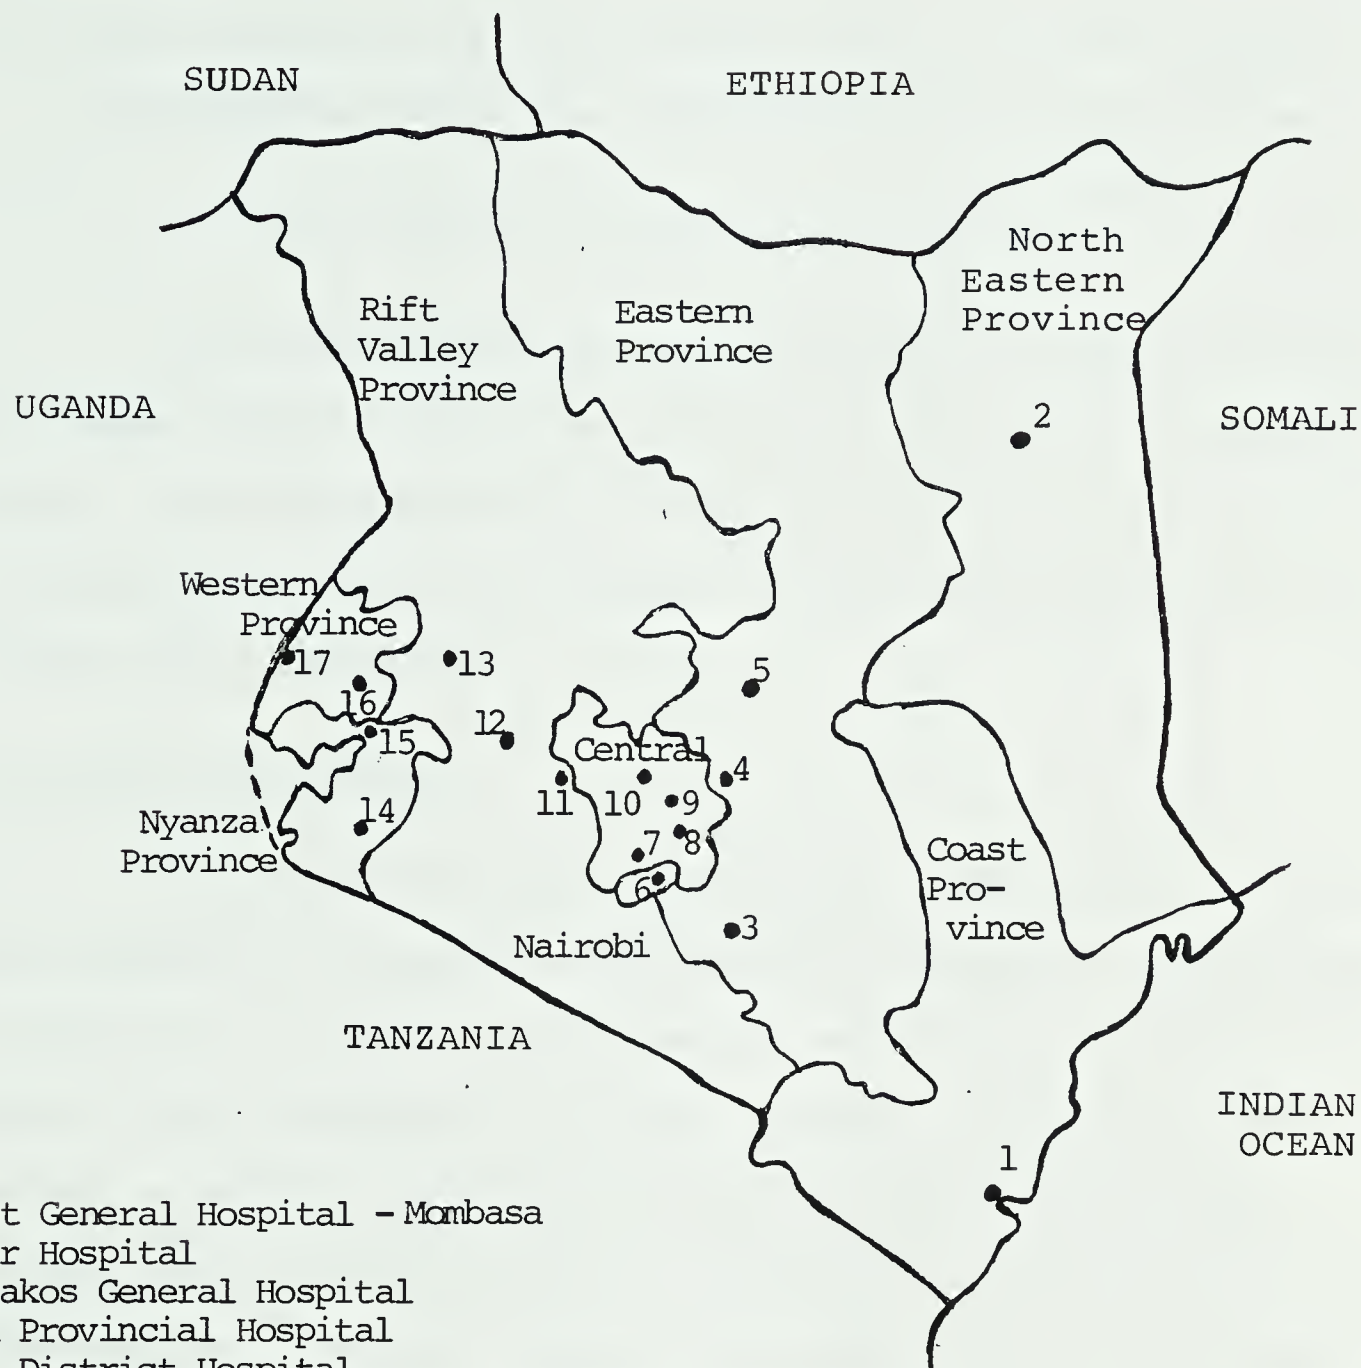 SUDAN
ETHIOPIA
North
Eastern
Province
Rift
Valley
Province
Eastern
Province
UGANDA
SOMALI
2
Western
Province
17
16
13
5
12
15
Central
4
11
10
9
14
8
7
6
Nyanza
Province
Coast
Pro-
vince
3
Nairobi
TANZANIA
INDIAN
OCEAN
1
t General Hospital - Mombasa
r Hospital
akos General Hospital
Provincial Hospital
District Hospital